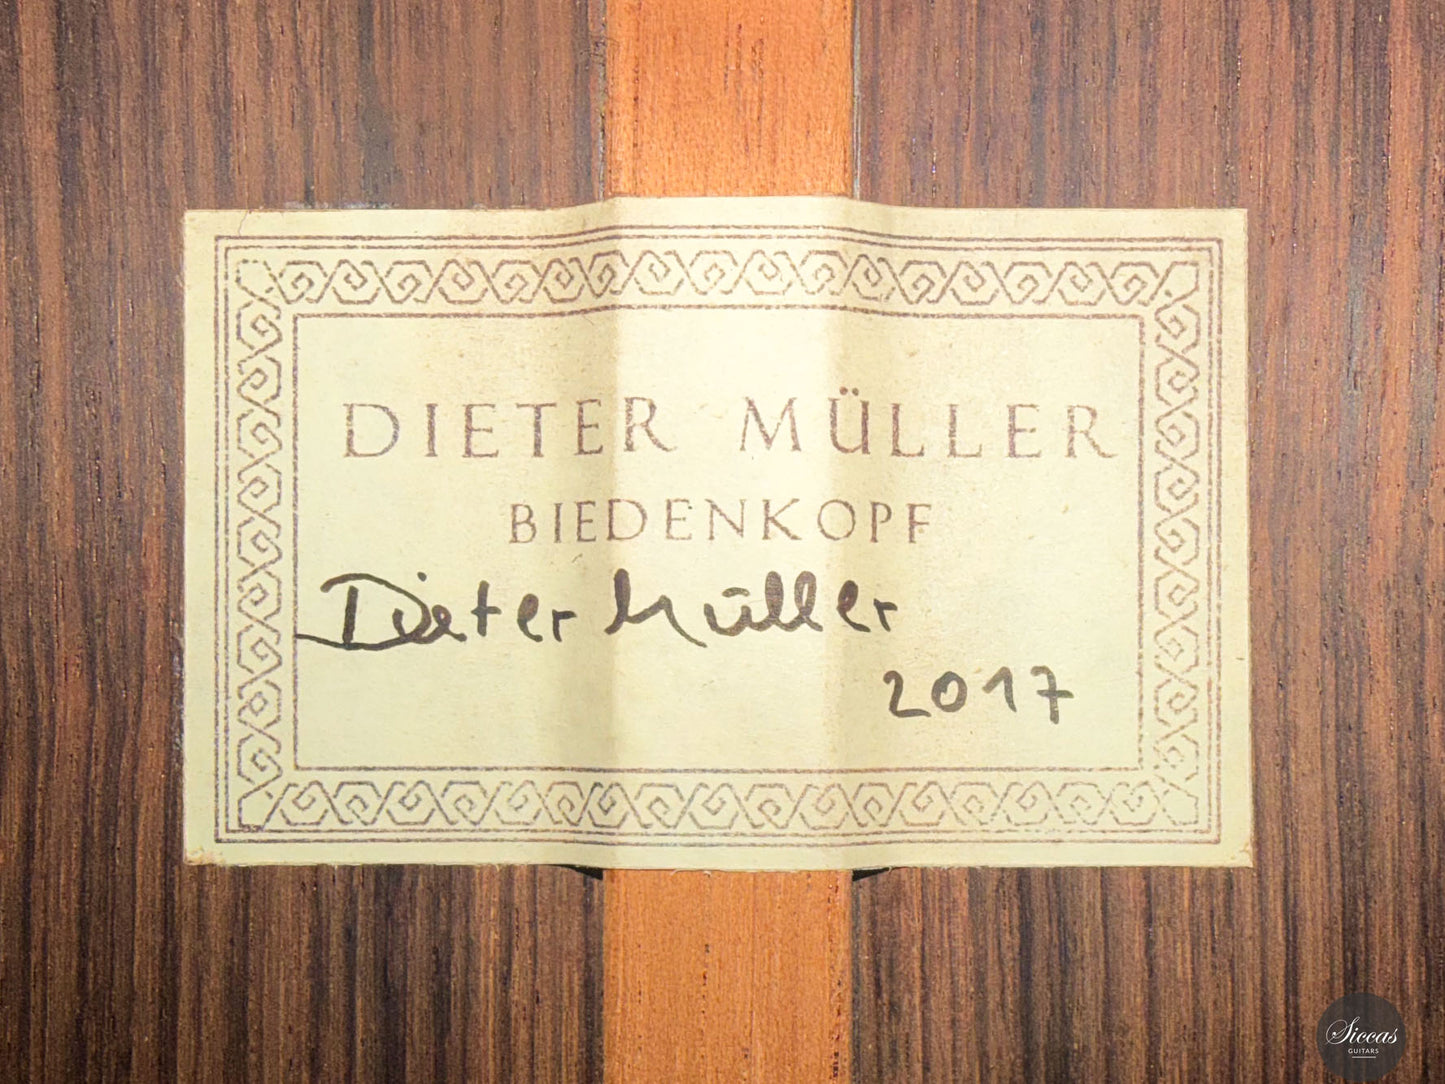 DIETER MÜLLER
BIEDENKOPF
Dieter Müller
2017
Siccas
GUITARS